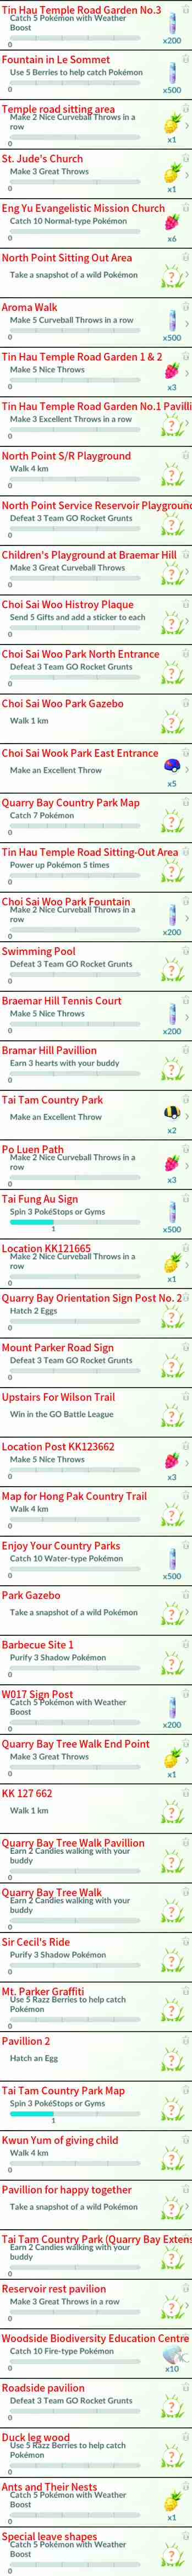 Tin Hau Temple Road Garden No.3
Catch 5 Pokémon with Weather
Boost
0
x200
Fountain in Le Sommet
Use 5 Berries to help catch Pokémon
0
x500
Temple road sitting area
Make 2 Nice Curveball Throws in a
row
0
x1
St. Jude's Church
Make 3 Great Throws
0
x1
Eng Yu Evangelistic Mission Church
Catch 10 Normal-type Pokémon
0
x6
North Point Sitting Out Area
Take a snapshot of a wild Pokémon
?
Aroma Walk
Make 5 Curveball Throws in a row
0
x500
Tin Hau Temple Road Garden 1 & 2
Make 5 Nice Throws
0
x3
Tin Hau Temple Road Garden No.1 Pavilli
Make 3 Excellent Throws in a row
?
0
North Point S/R Playground
Walk 4 km
?
0
North Point Service Reservoir Playground
Defeat 3 Team GO Rocket Grunts
?
0
Children's Playground at Braemar Hill
Make 3 Great Curveball Throws
?
0
Choi Sai Woo Histroy Plaque
Send 5 Gifts and add a sticker to each
?
0
Choi Sai Woo Park North Entrance
Defeat 3 Team GO Rocket Grunts
?
0
Choi Sai Woo Park Gazebo
Walk 1 km
?
Choi Sai Wook Park East Entrance
Make an Excellent Throw
x5
Quarry Bay Country Park Map
Catch 7 Pokémon
?
0
Tin Hau Temple Road Sitting-Out Area
Power up Pokémon 5 times
?
0
Choi Sai Woo Park Fountain
Make 2 Nice Curveball Throws in a
row
0
x200
Swimming Pool
Defeat 3 Team GO Rocket Grunts
?
0
Braemar Hill Tennis Court
Make 5 Nice Throws
0
x200
Bramar Hill Pavillion
Earn 3 hearts with your buddy
?
0
Tai Tam Country Park
Make an Excellent Throw
x2
Po Luen Path
Make 2 Nice Curveball Throws in a
row
0
x3
Tai Fung Au Sign
Spin 3 PokéStops or Gyms
1
x500
Location KK121665
Make 2 Nice Curveball Throws in a
row
0
x1
Quarry Bay Orientation Sign Post No. 2
Hatch 2 Eggs
?
0
Mount Parker Road Sign
Defeat 3 Team GO Rocket Grunts
?
0
Upstairs For Wilson Trail
Win in the GO Battle League
?
Location Post KK123662
Make 5 Nice Throws
0
x3
Map for Hong Pak Country Trail
Walk 4 km
?
0
Enjoy Your Country Parks
Catch 10 Water-type Pokémon
0
x500
Park Gazebo
Take a snapshot of a wild Pokémon
?
Barbecue Site 1
Purify 3 Shadow Pokémon
?
0
W017 Sign Post
Catch 5 Pokémon with Weather
Boost
0
x200
Quarry Bay Tree Walk End Point
Make 3 Great Throws
0
x1
KK 127 662
Walk 1 km
?
Quarry Bay Tree Walk Pavillion
Earn 2 Candies walking with your
buddy
?
0
Quarry Bay Tree Walk
Earn 2 Candies walking with your
buddy
?
0
Sir Cecil's Ride
Purify 3 Shadow Pokémon
?
0
Mt. Parker Graffiti
Use 5 Razz Berries to help catch
Pokémon
?
0
Pavillion 2
Hatch an Egg
?
Tai Tam Country Park Map
Spin 3 PokéStops or Gyms
?
1
Kwun Yum of giving child
Walk 4 km
?
0
Pavillion for happy together
Take a snapshot of a wild Pokémon
?
Tai Tam Country Park (Quarry Bay Extens
Earn 2 Candies walking with your
buddy
?
0
Reservoir rest pavilion
Make 3 Great Throws in a row
?
0
Woodside Biodiversity Education Centre
Catch 10 Fire-type Pokémon
0
x10
Roadside pavilion
Defeat 3 Team GO Rocket Grunts
?
0
Duck leg wood
Use 5 Razz Berries to help catch
Pokémon
?
0
Ants and Their Nests
Catch 5 Pokémon with Weather
Boost
0
x1
Special leave shapes
Catch 5 Pokémon with Weather
Boost
?
0